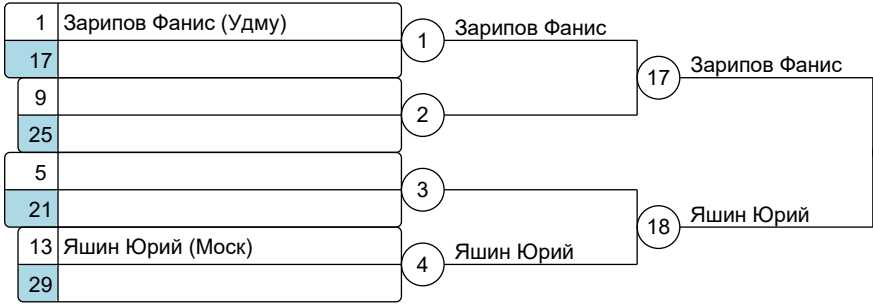 1 Зарипов Фанис (Удму)
17
1 Зарипов Фанис
9
25
2
17 Зарипов Фанис
5
21
3
13 Яшин Юрий (Моск)
29
4 Яшин Юрий
18 Яшин Юрий